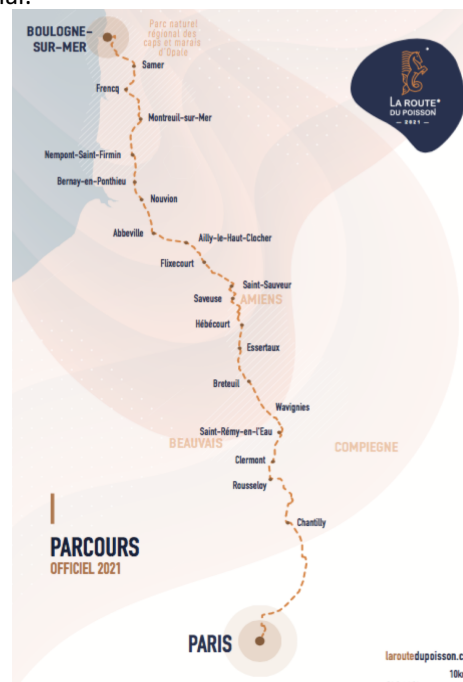 nal.
BOULOGNE-
SUR-MER
Parc naturel
régional des
caps et marais
d'Opale
LA ROUTE*
DU POISSON
— 2021 —
Samer
Frencq
Montreuil-sur-Mer
Nempont-Saint-Firmin
Bernay-en-Ponthieu
Nouvion
Abbeville
Ailly-le-Haut-Clocher
Flixecourt
Saint-Sauveur
Saveuse
AMIENS
Hébécourt
Essertaux
Breteuil
Wavignies
Saint-Rémy-en-l'Eau
BEAUVAIS
COMPIEGNE
Clermont
Rousseloy
Chantilly
PARCOURS
OFFICIEL 2021
PARIS
laroutedupoisson.c
10k